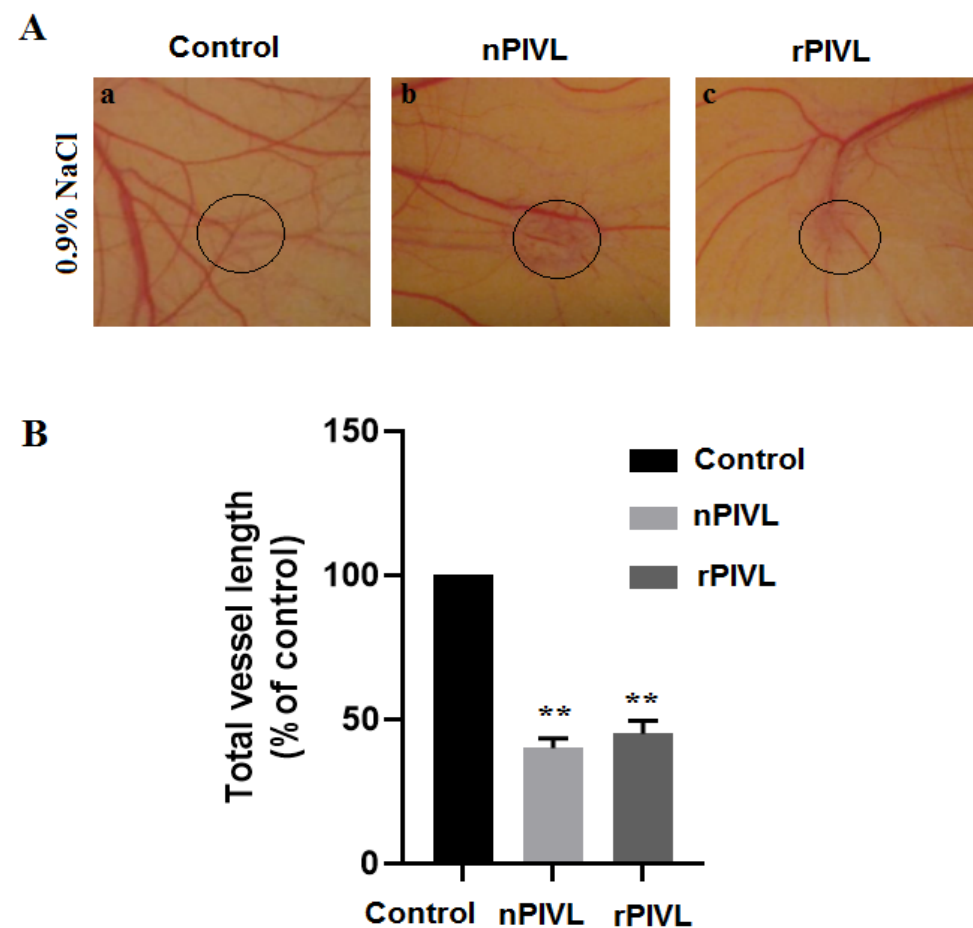 A
Control
nPIVL
rPIVL
a
b
c
0.9% NaCl
B
Total vessel length
(% of control)
150
100
50
0
Control
nPIVL
rPIVL
**
**
Control
nPIVL
rPIVL